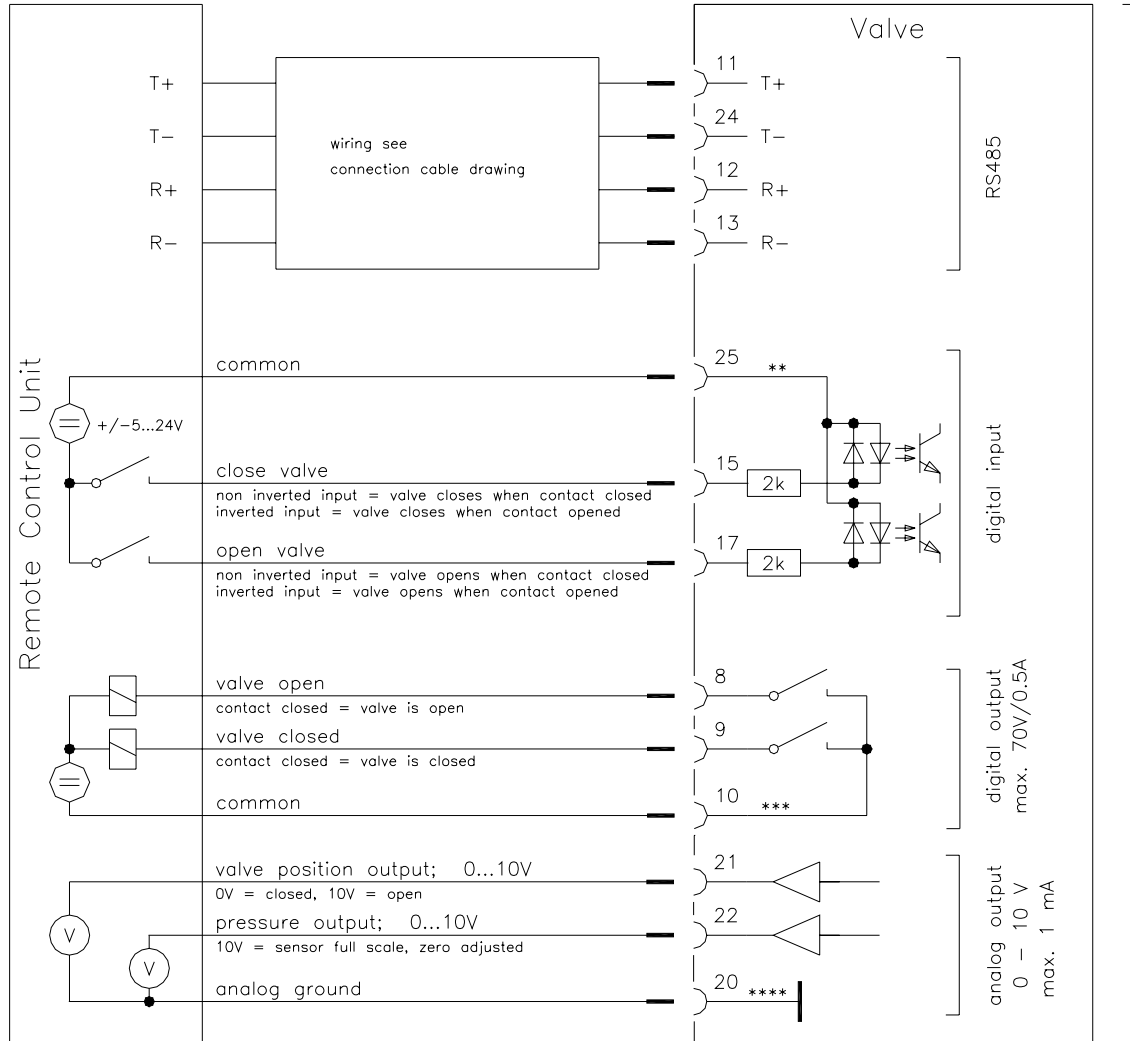 Valve
T+
11
T+
T−
24
T−
wiring see
connection cable drawing
R+
12
R+
R−
13
R−
RS485
Remote Control Unit
common
25
**
+/−5...24V
close valve
15
2k
non inverted input = valve closes when contact closed
inverted input = valve closes when contact opened
open valve
17
2k
non inverted input = valve opens when contact closed
inverted input = valve opens when contact opened
digital input
valve open
8
contact closed = valve is open
valve closed
9
contact closed = valve is closed
common
10
***
digital output
max. 70V/0.5A
valve position output; 0...10V
21
0V = closed, 10V = open
V
pressure output; 0...10V
22
10V = sensor full scale, zero adjusted
V
analog ground
20
****
analog output
0 − 10 V
max. 1 mA